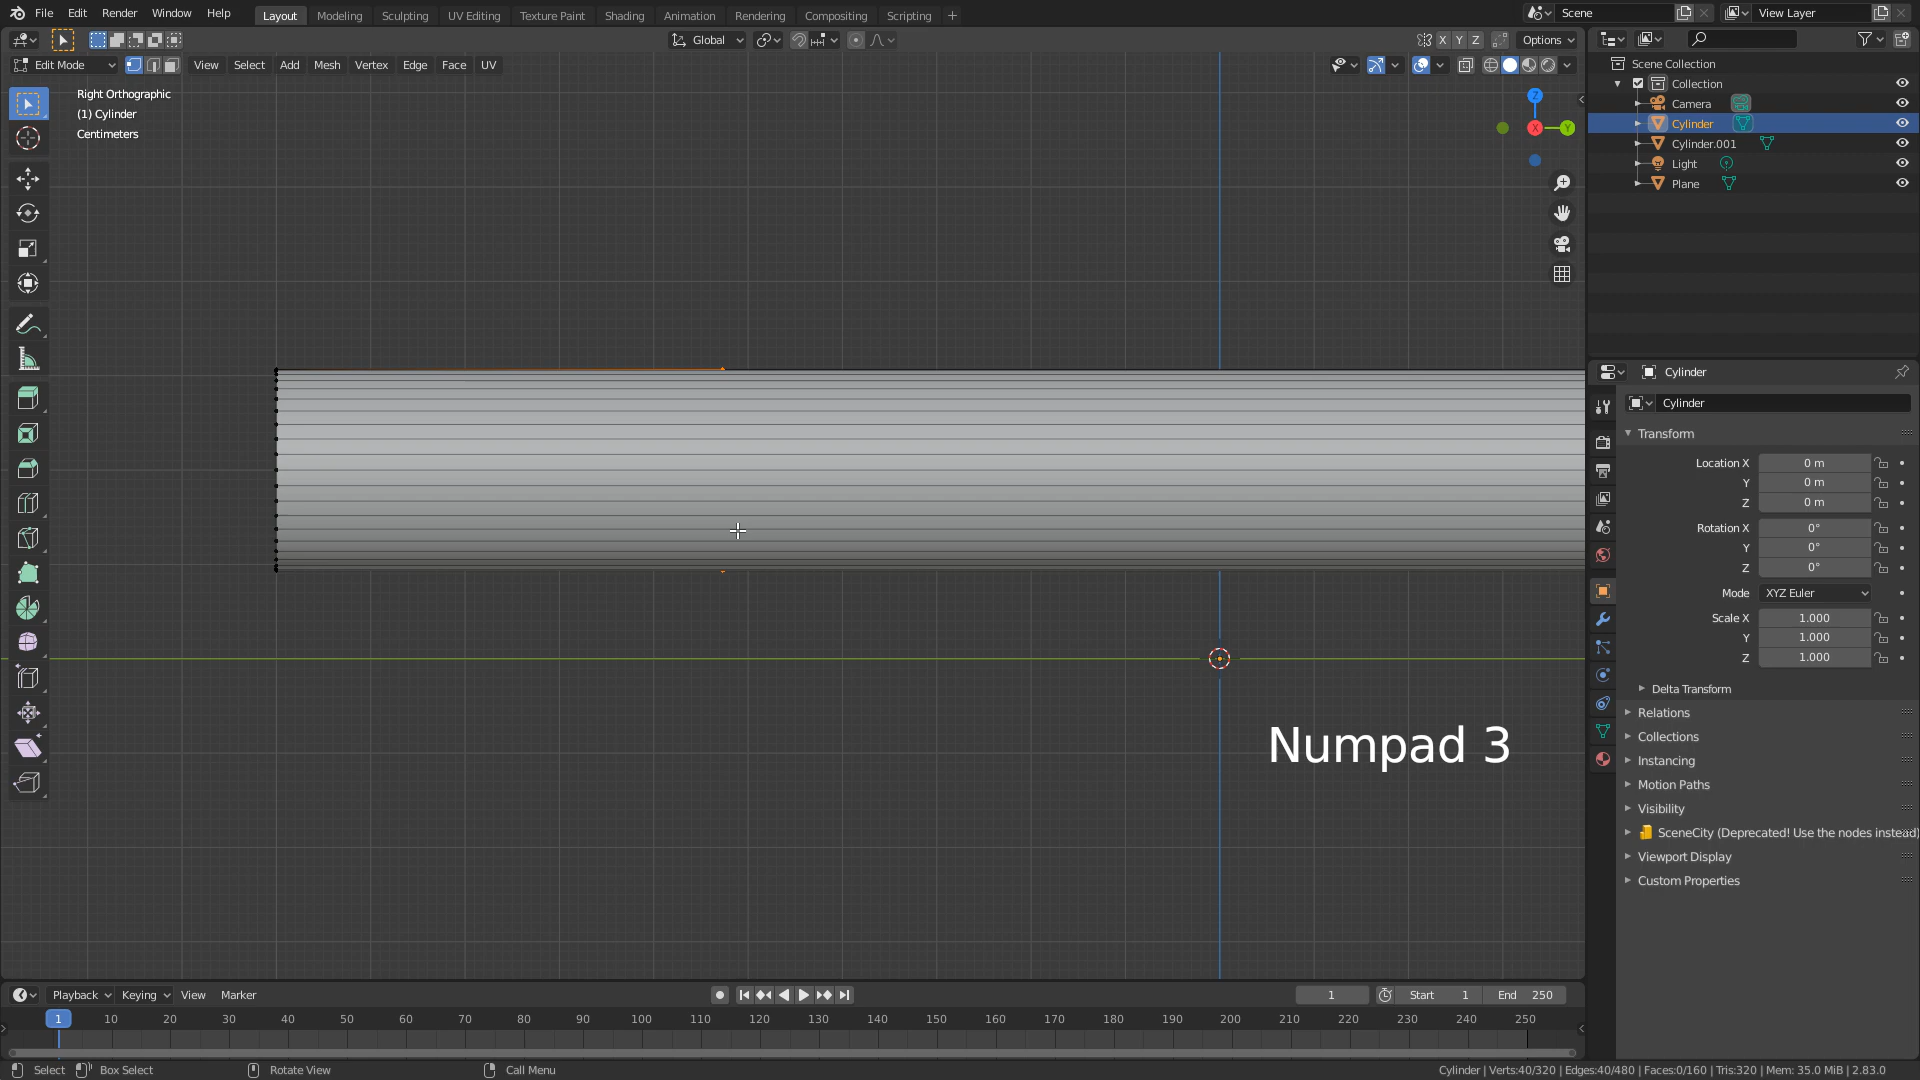 File Edit Render Window Help Layout Modeling Sculpting UV Editing Texture Paint Shading Animation Rendering Compositing Scripting + Scene View Layer
Global X Y Z Options
Edit Mode View Select Add Mesh Vertex Edge Face UV
Right Orthographic
(1) Cylinder
Centimeters
Z
X
Y
Numpad 3
Scene Collection
Collection
Camera
Cylinder
Cylinder.001
Light
Plane
Cylinder
Cylinder
Transform
Location X 0 m
Y 0 m
Z 0 m
Rotation X 0°
Y 0°
Z 0°
Mode XYZ Euler
Scale X 1.000
Y 1.000
Z 1.000
Delta Transform
Relations
Collections
Instancing
Motion Paths
Visibility
SceneCity (Deprecated! Use the nodes instead)
Viewport Display
Custom Properties
Playback Keying View Marker 1 Start 1 End 250
1 10 20 30 40 50 60 70 80 90 100 110 120 130 140 150 160 170 180 190 200 210 220 230 240 250
Select Box Select Rotate View Call Menu Cylinder | Verts:40/320 | Edges:40/480 | Faces:0/160 | Tris:320 | Mem: 35.0 MiB | 2.83.0